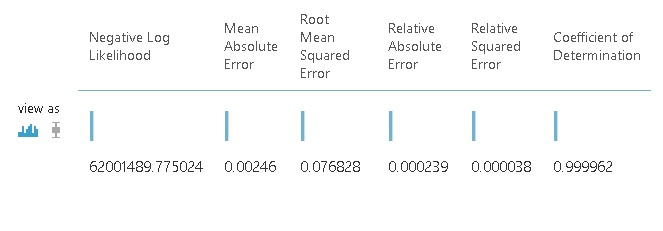 Negative Log Likelihood
Mean Absolute Error
Root Mean Squared Error
Relative Absolute Error
Relative Squared Error
Coefficient of Determination
view as
62001489.775024 0.00246 0.076828 0.000239 0.000038 0.999962